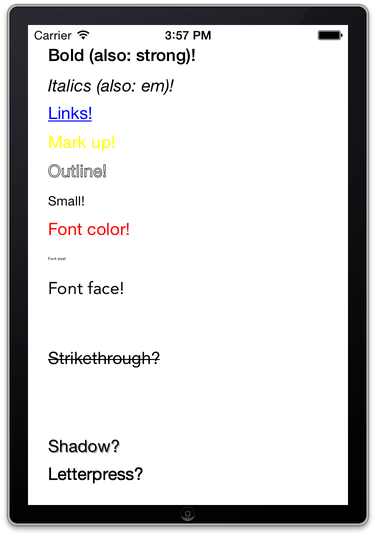 Carrier 3:57 PM
Bold (also: strong)!
Italics (also: em)!
Links!
Mark up!
Outline!
Small!
Font color!
Font size!
Font face!
Strikethrough?
Shadow?
Letterpress?